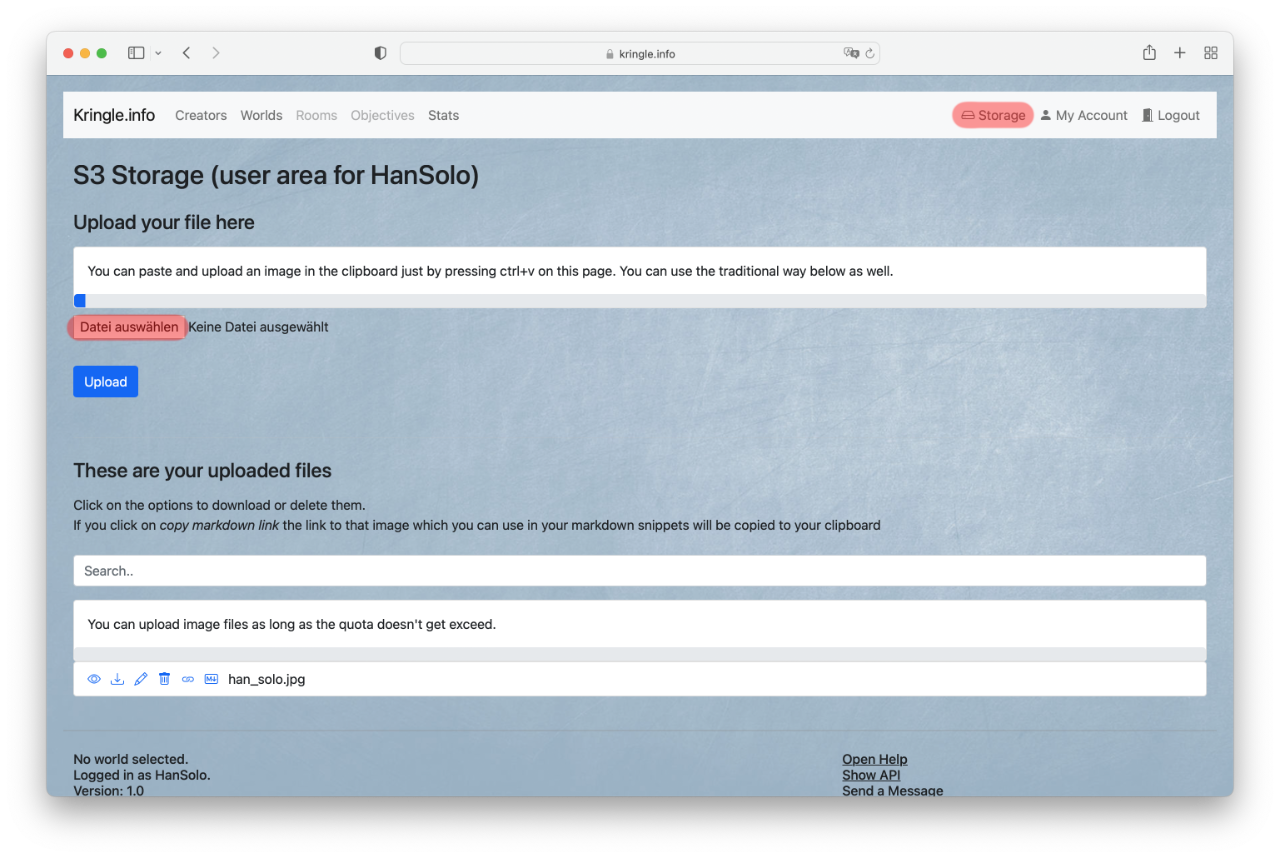 kringle.info
Kringle.info Creators Worlds Rooms Objectives Stats Storage My Account Logout
S3 Storage (user area for HanSolo)
Upload your file here
You can paste and upload an image in the clipboard just by pressing ctrl+v on this page. You can use the traditional way below as well.
Datei auswählen Keine Datei ausgewählt
Upload
These are your uploaded files
Click on the options to download or delete them.
If you click on copy markdown link the link to that image which you can use in your markdown snippets will be copied to your clipboard
Search..
You can upload image files as long as the quota doesn't get exceed.
han_solo.jpg
No world selected.
Logged in as HanSolo.
Version: 1.0
Open Help
Show API
Send a Message